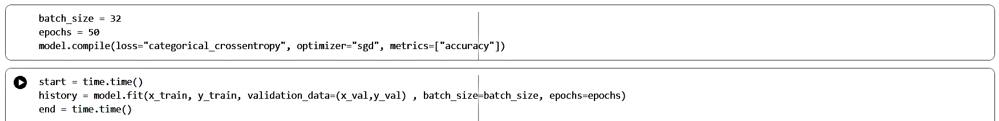 batch_size = 32
epochs = 50
model.compile(loss="categorical_crossentropy", optimizer="sgd", metrics=["accuracy"])
start = time.time()
history = model.fit(x_train, y_train, validation_data=(x_val,y_val) , batch_size=batch_size, epochs=epochs)
end = time.time()